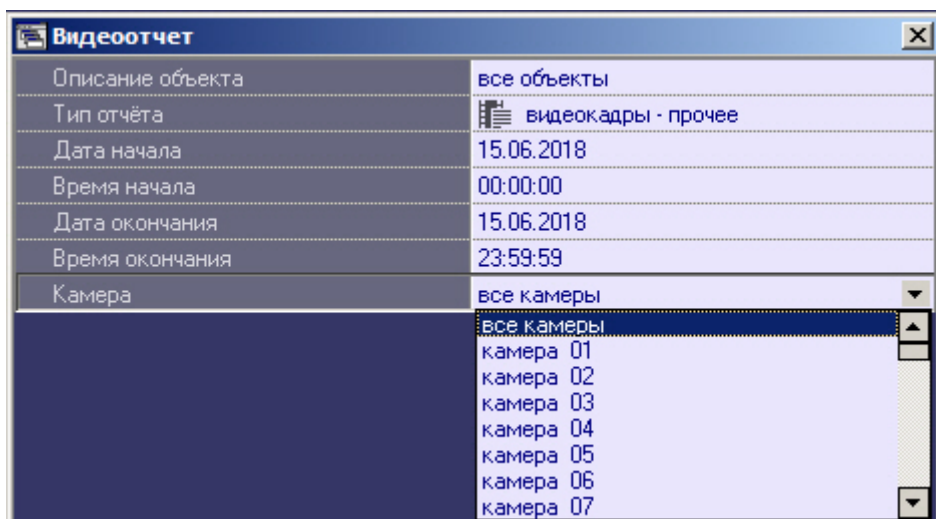 Видеоотчет
Описание объекта все объекты
Тип отчёта видеокадры - прочее
Дата начала 15.06.2018
Время начала 00:00:00
Дата окончания 15.06.2018
Время окончания 23:59:59
Камера все камеры
все камеры
камера 01
камера 02
камера 03
камера 04
камера 05
камера 06
камера 07